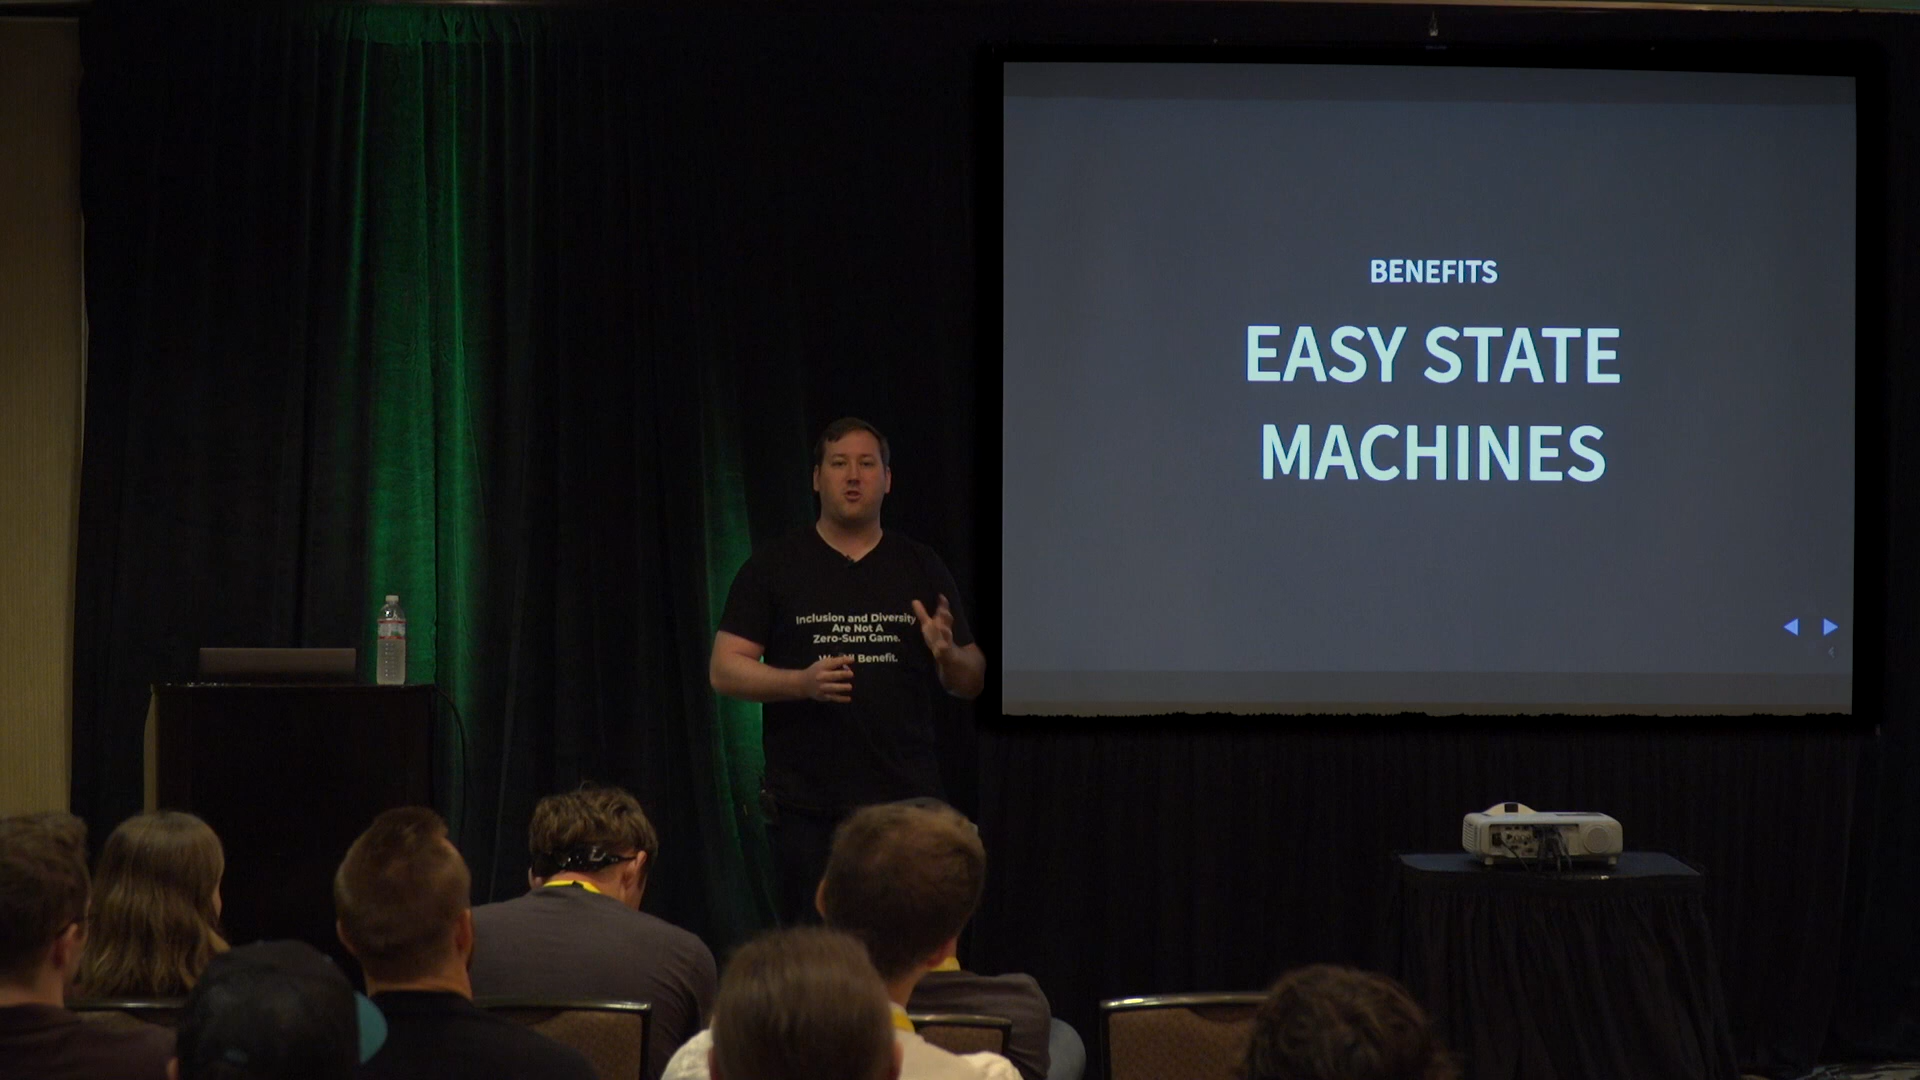 BENEFITS
EASY STATE
MACHINES
Inclusion and Diversity
Are Not A
Zero-Sum Game.
Benefit.